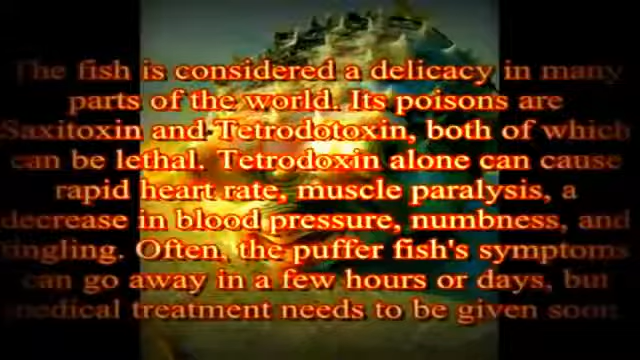 The fish is considered a delicacy in many
parts of the world. Its poisons are
Saxitoxin and Tetrodotoxin, both of which
can be lethal. Tetrodoxin alone can cause
rapid heart rate, muscle paralysis, a
decrease in blood pressure, numbness, and
tingling. Often, the puffer fish's symptoms
can go away in a few hours or days, but
medical treatment needs to be given soon.